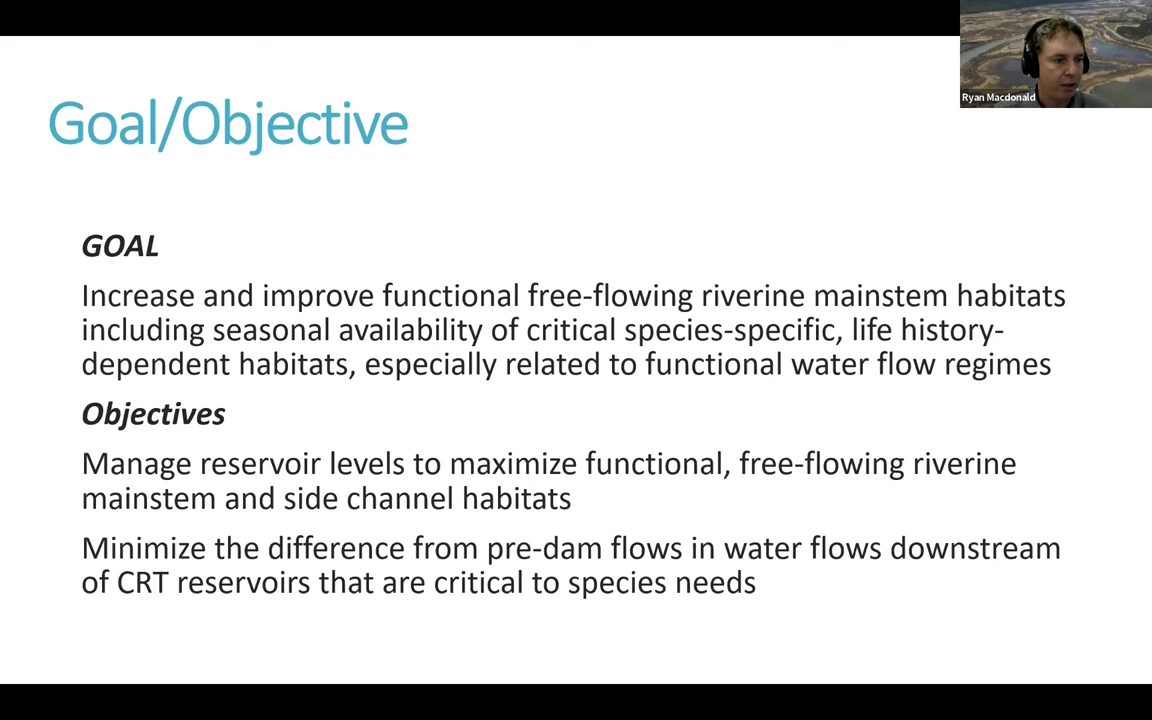 Ryan Macdonald
Goal/Objective
GOAL
Increase and improve functional free-flowing riverine mainstem habitats
including seasonal availability of critical species-specific, life history-
dependent habitats, especially related to functional water flow regimes
Objectives
Manage reservoir levels to maximize functional, free-flowing riverine
mainstem and side channel habitats
Minimize the difference from pre-dam flows in water flows downstream
of CRT reservoirs that are critical to species needs